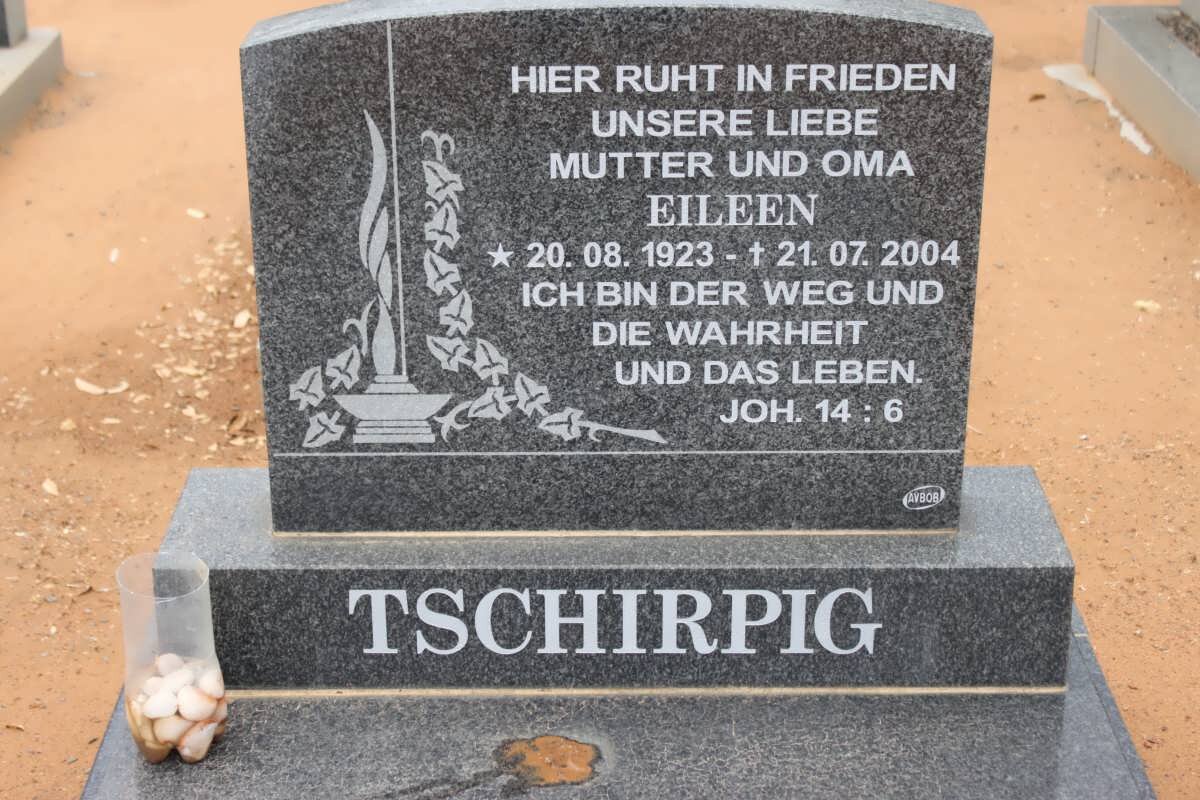 HIER RUHT IN FRIEDEN
UNSERE LIEBE
MUTTER UND OMA
EILEEN
★ 20. 08. 1923 - † 21. 07. 2004
ICH BIN DER WEG UND
DIE WAHRHEIT
UND DAS LEBEN.
JOH. 14 : 6
AVBOB
TSCHIRPIG